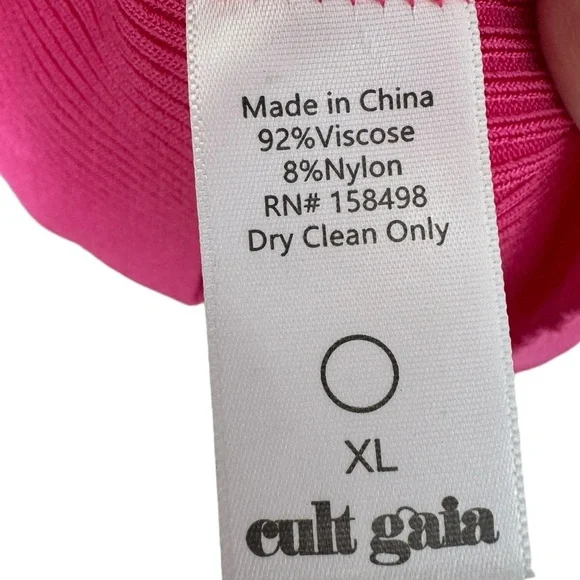 Made in China
92%Viscose
8%Nylon
RN# 158498
Dry Clean Only
XL
cult gaia